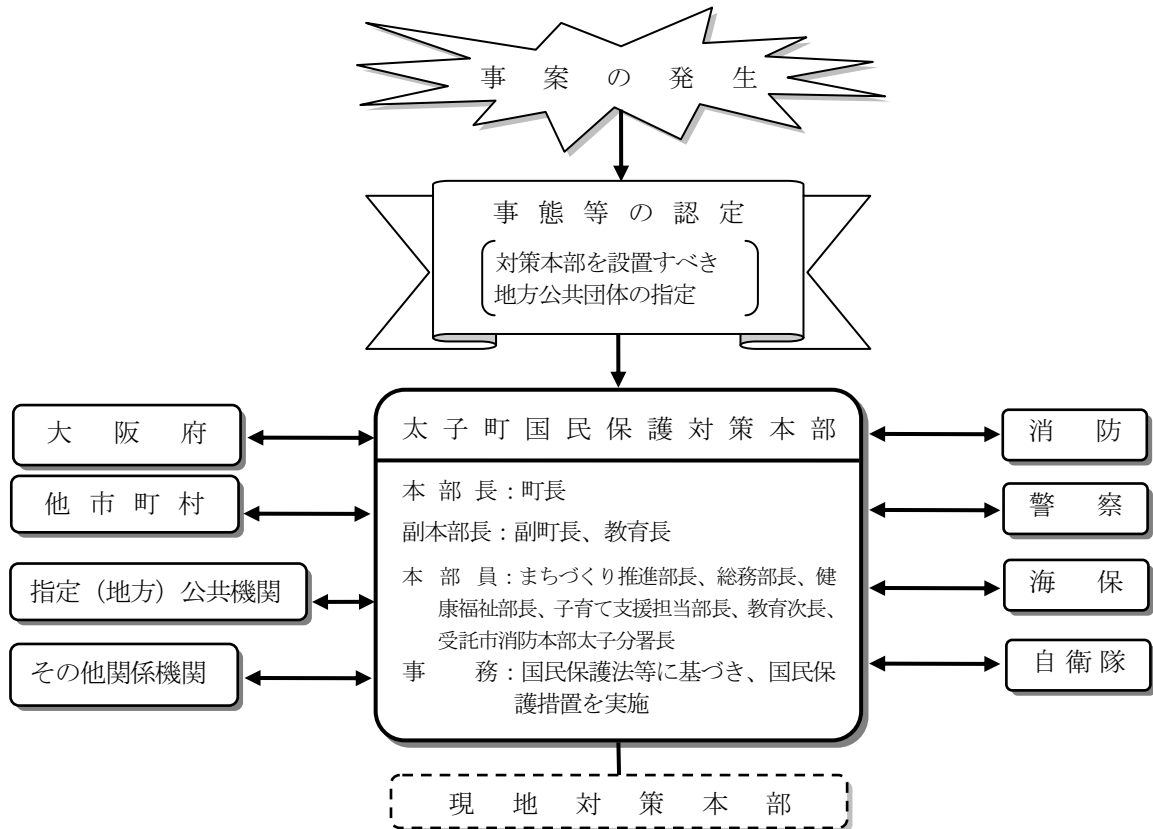 事案の発生
事態等の認定
対策本部を設置すべき
地方公共団体の指定
太子町国民保護対策本部
本部長：町長
副本部長：副町長、教育長
本部員：まちづくり推進部長、総務部長、健
康福祉部長、子育て支援担当部長、教育次長、
受託市消防本部太子分署長
事務：国民保護法等に基づき、国民保
護措置を実施
大阪府
他市町村
指定（地方）公共機関
その他関係機関
消防
警察
海保
自衛隊
現地対策本部